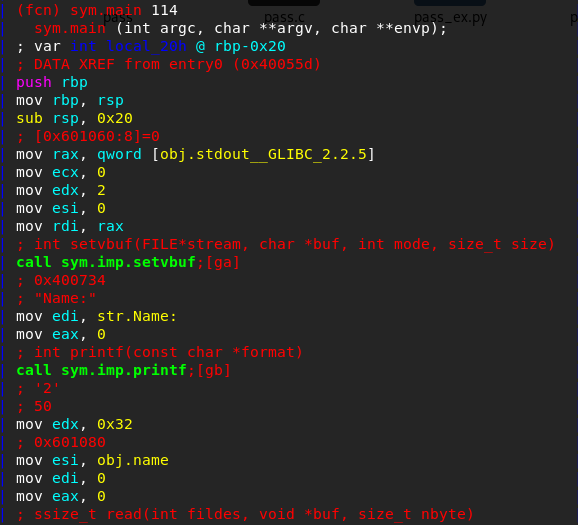 pass pass.c pass_ex.py p
(fcn) sym.main 114
sym.main (int argc, char **argv, char **envp);
; var int local_20h @ rbp-0x20
; DATA XREF from entry0 (0x40055d)
push rbp
mov rbp, rsp
sub rsp, 0x20
; [0x601060:8]=0
mov rax, qword [obj.stdout__GLIBC_2.2.5]
mov ecx, 0
mov edx, 2
mov esi, 0
mov rdi, rax
; int setvbuf(FILE*stream, char *buf, int mode, size_t size)
call sym.imp.setvbuf;[ga]
; 0x400734
; "Name:"
mov edi, str.Name:
mov eax, 0
; int printf(const char *format)
call sym.imp.printf;[gb]
; '2'
; 50
mov edx, 0x32
; 0x601080
mov esi, obj.name
mov edi, 0
mov eax, 0
; ssize_t read(int fildes, void *buf, size_t nbyte)